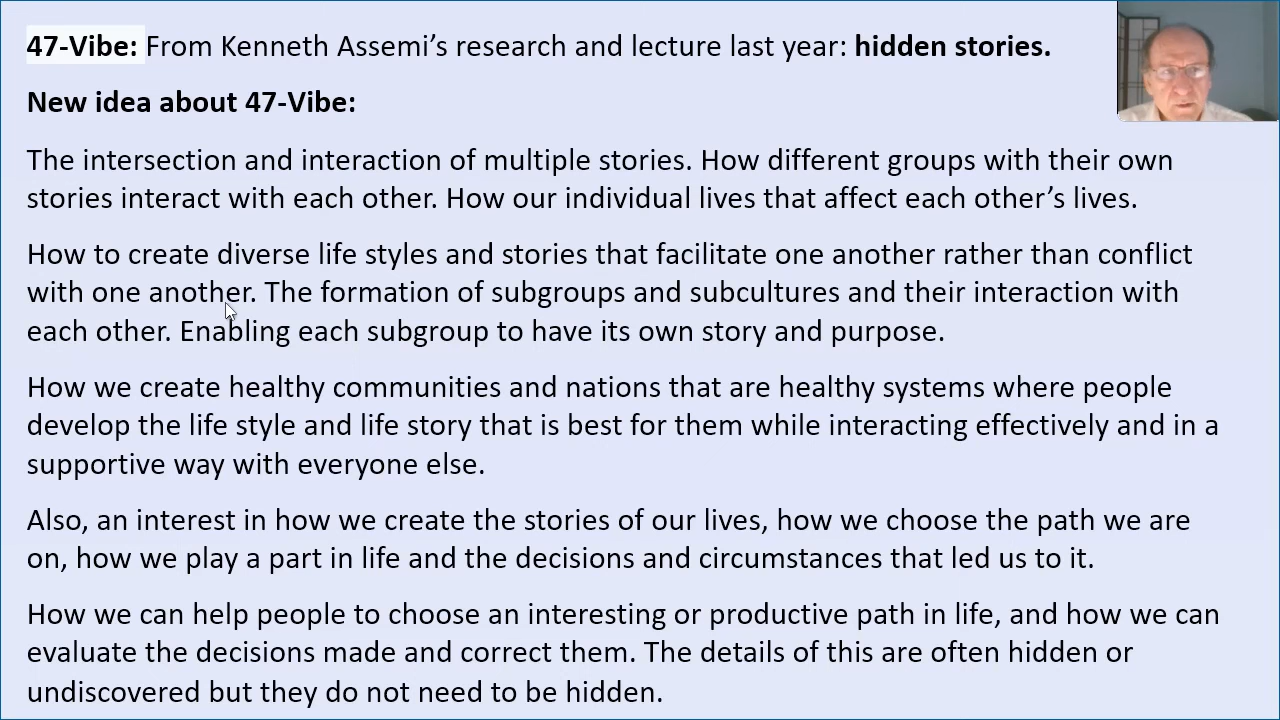 47-Vibe: From Kenneth Assemi’s research and lecture last year: hidden stories.
New idea about 47-Vibe:
The intersection and interaction of multiple stories. How different groups with their own
stories interact with each other. How our individual lives that affect each other’s lives.
How to create diverse life styles and stories that facilitate one another rather than conflict
with one another. The formation of subgroups and subcultures and their interaction with
each other. Enabling each subgroup to have its own story and purpose.
How we create healthy communities and nations that are healthy systems where people
develop the life style and life story that is best for them while interacting effectively and in a
supportive way with everyone else.
Also, an interest in how we create the stories of our lives, how we choose the path we are
on, how we play a part in life and the decisions and circumstances that led us to it.
How we can help people to choose an interesting or productive path in life, and how we can
evaluate the decisions made and correct them. The details of this are often hidden or
undiscovered but they do not need to be hidden.